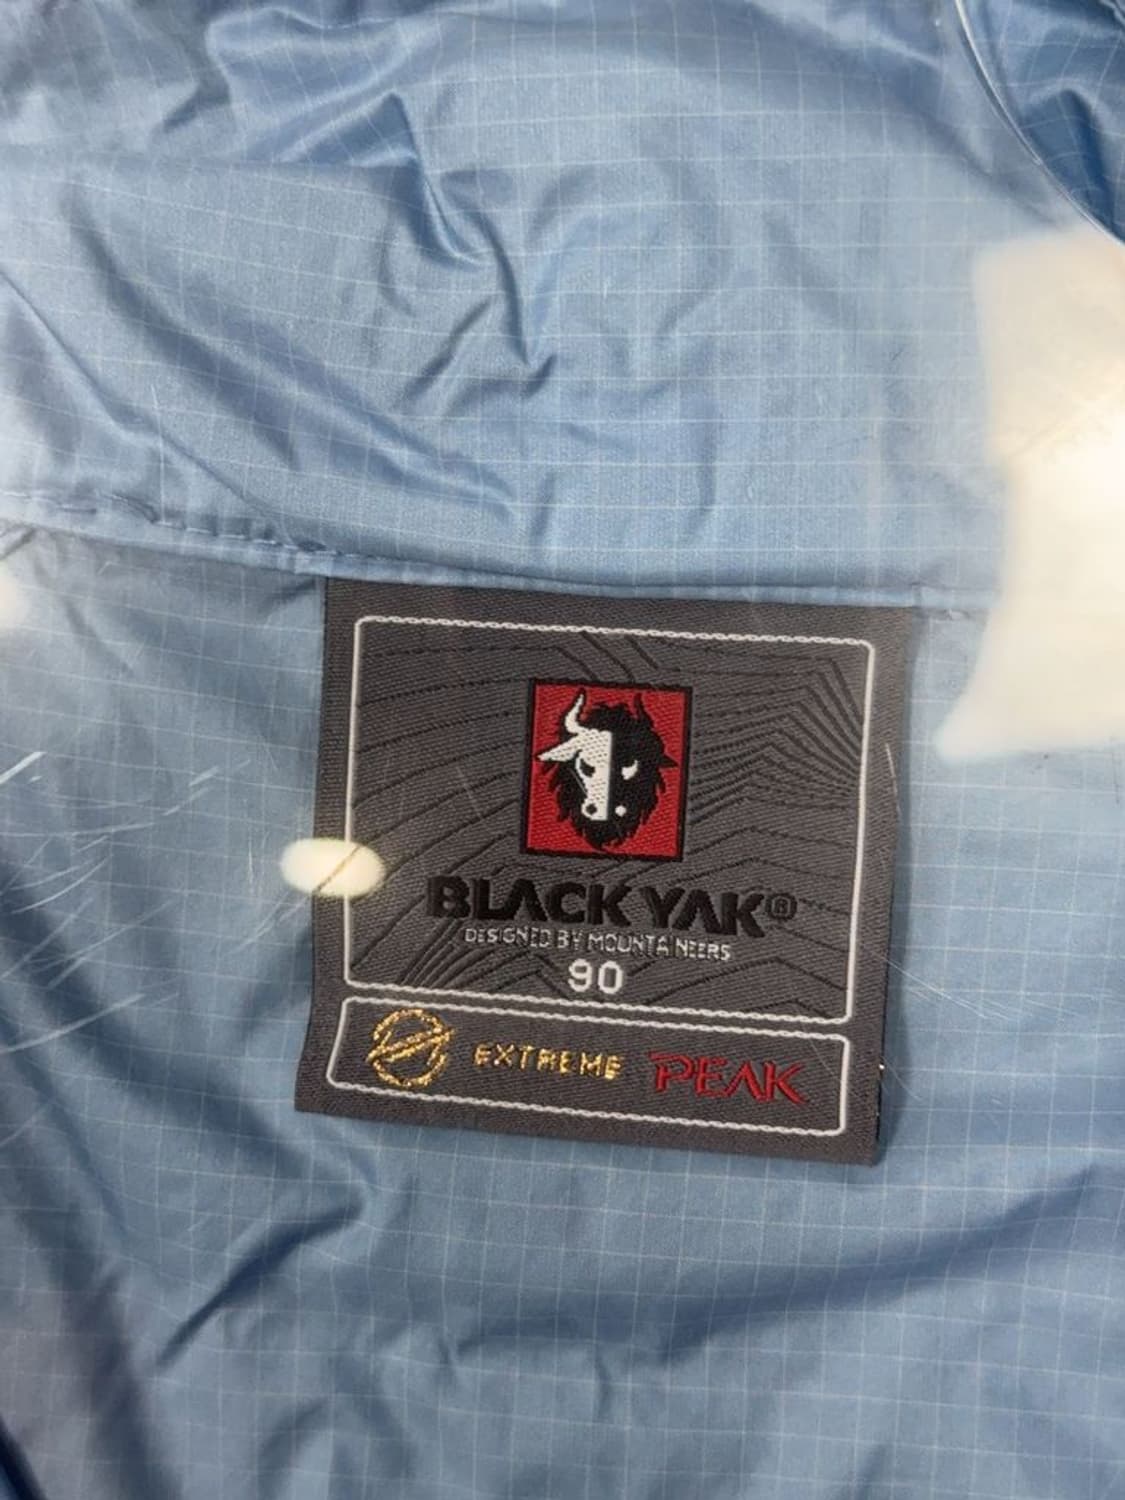 BLACK YAK®
DESIGNED BY MOUNTAINEERS
90
EXTREME PEAK